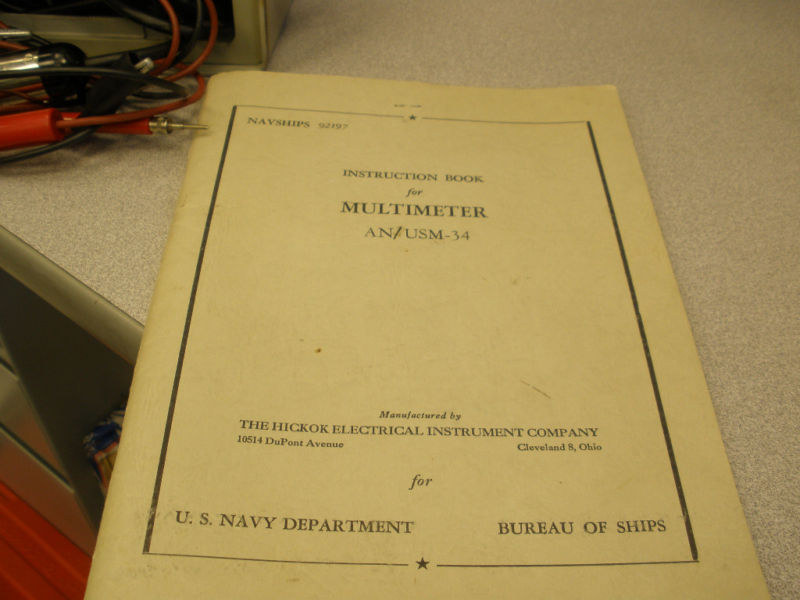 NAVSHIPS 92197
INSTRUCTION BOOK
for
MULTIMETER
AN/USM-34
Manufactured by
THE HICKOK ELECTRICAL INSTRUMENT COMPANY
10514 DuPont Avenue Cleveland 8, Ohio
for
U. S. NAVY DEPARTMENT BUREAU OF SHIPS